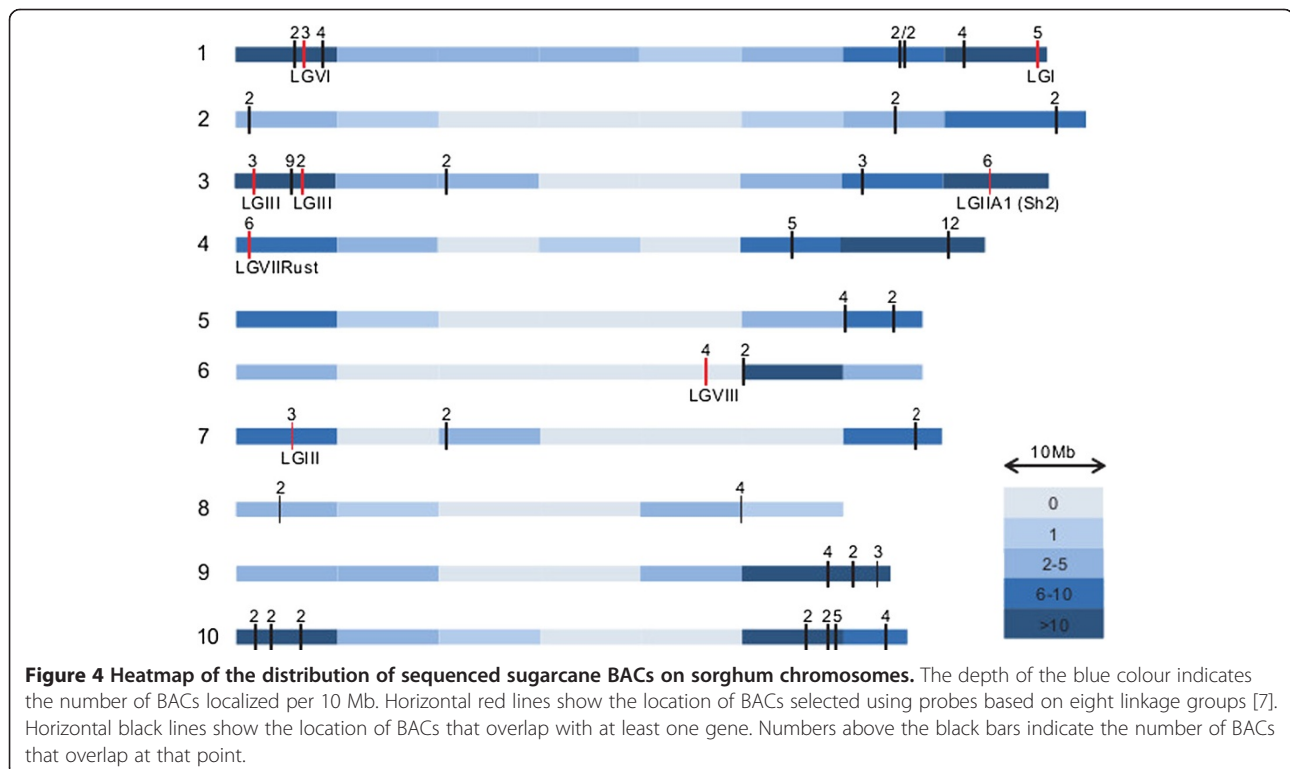 2 3 4 2/2 4 5
1
LGVI LGI
2 2 2
2
3 9 2 2 3 6
3
LGIII LGIII LGIIA1 (Sh2)
6 5 12
4
LGVIIRust
4 2
5
4 2
6
LGVIII
3 2 2
7
LGIII
10Mb
2 4
8
0
1
4 2 3
9
2-5
6-10
2 2 2 2 2 5 4
10
>10
Figure 4 Heatmap of the distribution of sequenced sugarcane BACs on sorghum chromosomes. The depth of the blue colour indicates
the number of BACs localized per 10 Mb. Horizontal red lines show the location of BACs selected using probes based on eight linkage groups [7].
Horizontal black lines show the location of BACs that overlap with at least one gene. Numbers above the black bars indicate the number of BACs
that overlap at that point.